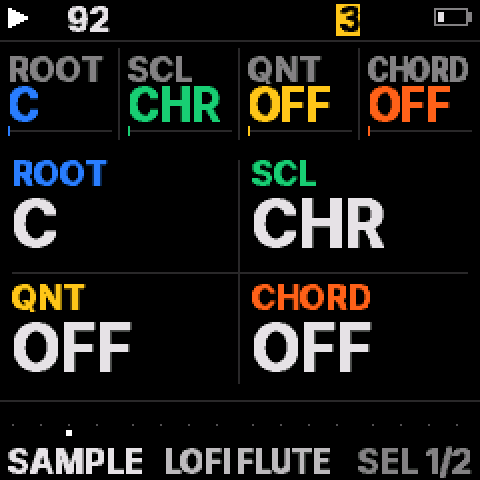 92 3
ROOT SCL QNT CHORD
C CHR OFF OFF
ROOT SCL
C CHR
QNT CHORD
OFF OFF
SAMPLE LOFI FLUTE SEL 1/2